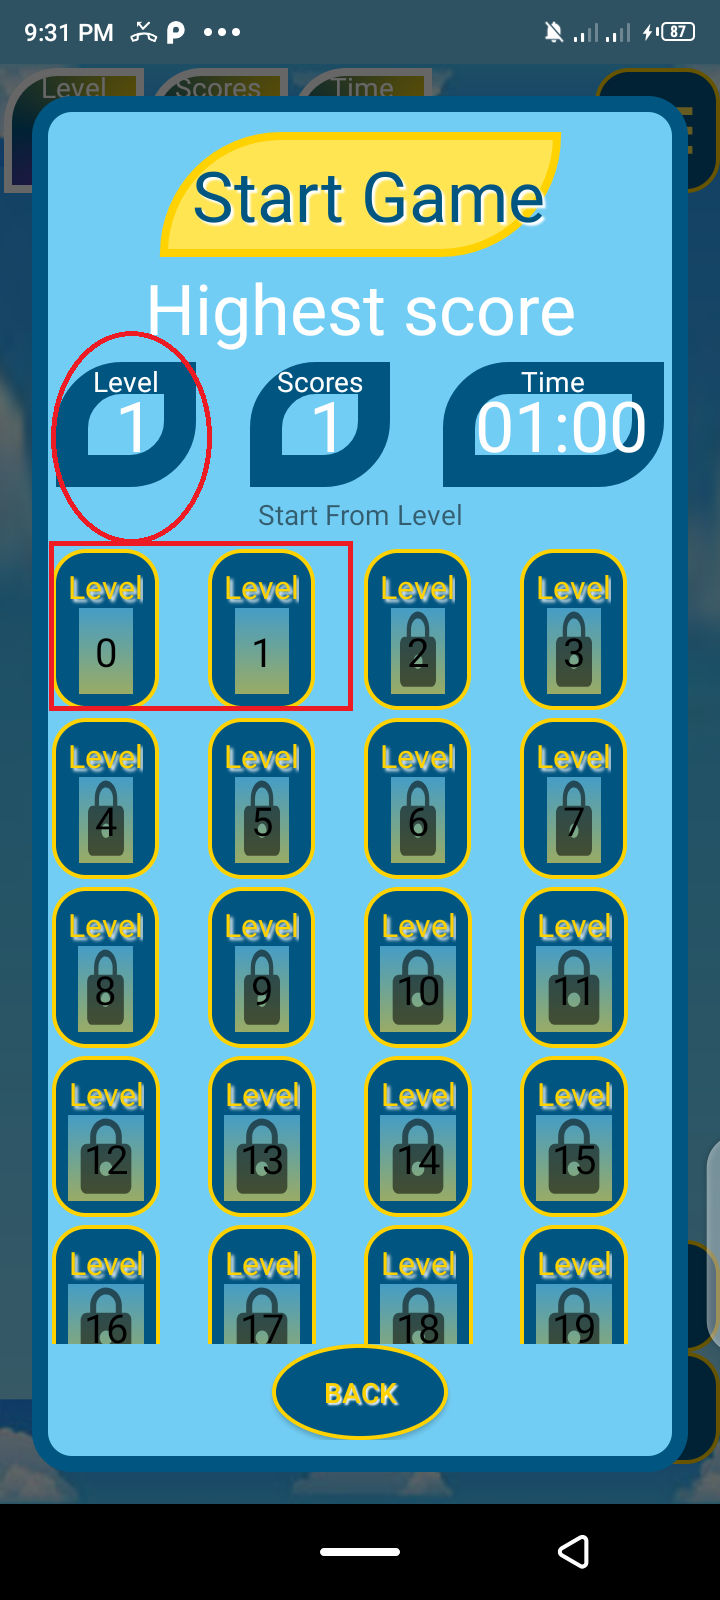 9:31 PM
87
Level Scores Time
Start Game
Highest score
Level Scores Time
1 1 01:00
Start From Level
Level Level Level Level
0 1 2 3
Level Level Level Level
4 5 6 7
Level Level Level Level
8 9 10 11
Level Level Level Level
12 13 14 15
Level Level Level Level
16 17 18 19
BACK